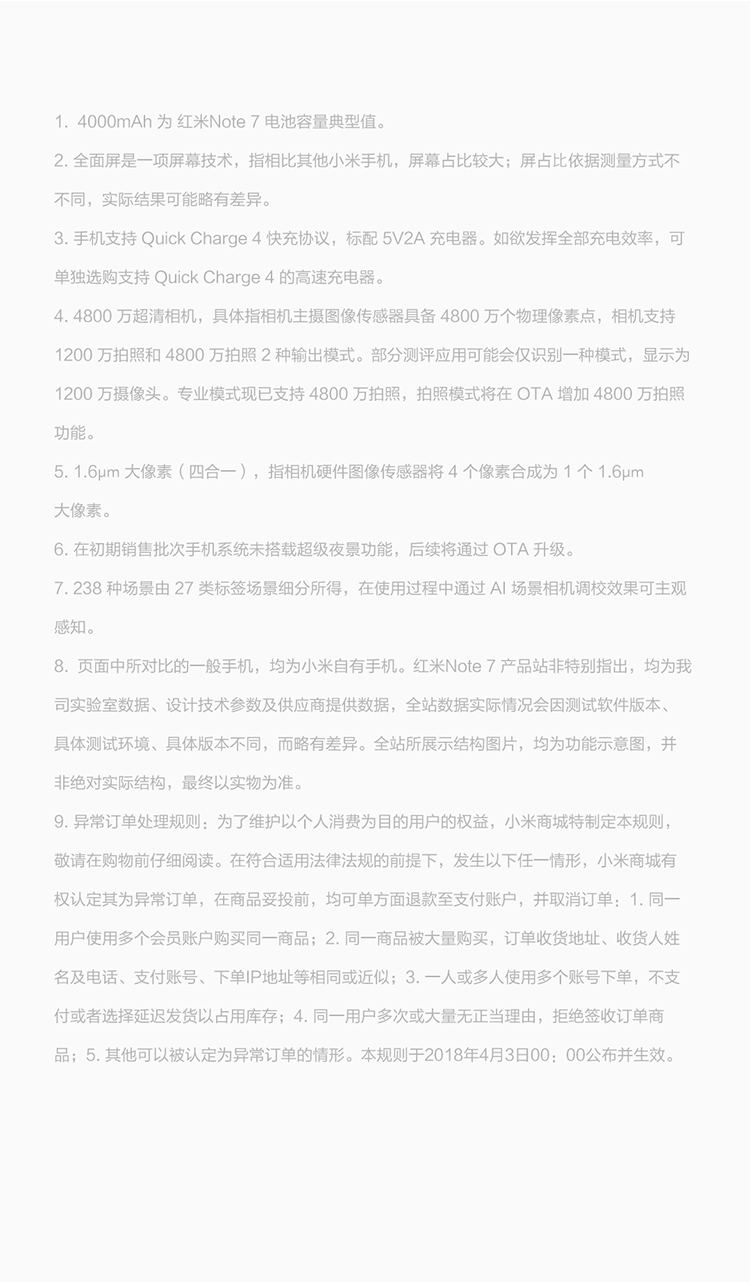 1. 4000mAh 为 红米Note 7 电池容量典型值。
2. 全面屏是一项屏幕技术，指相比其他小米手机，屏幕占比较大；屏占比依据测量方式不
不同，实际结果可能略有差异。
3. 手机支持 Quick Charge 4 快充协议，标配 5V2A 充电器。如欲发挥全部充电效率，可
单独选购支持 Quick Charge 4 的高速充电器。
4. 4800 万超清相机，具体指相机主摄图像传感器具备 4800 万个物理像素点，相机支持
1200 万拍照和 4800 万拍照 2 种输出模式。部分测评应用可能会仅识别一种模式，显示为
1200 万摄像头。专业模式现已支持 4800 万拍照，拍照模式将在 OTA 增加 4800 万拍照
功能。
5. 1.6μm 大像素（四合一），指相机硬件图像传感器将 4 个像素合成为 1 个 1.6μm
大像素。
6. 在初期销售批次手机系统未搭载超级夜景功能，后续将通过 OTA 升级。
7. 238 种场景由 27 类标签场景细分所得，在使用过程中通过 AI 场景相机调校效果可主观
感知。
8. 页面中所对比的一般手机，均为小米自有手机。红米Note 7 产品站非特别指出，均为我
司实验室数据、设计技术参数及供应商提供数据，全站数据实际情况会因测试软件版本、
具体测试环境、具体版本不同，而略有差异。全站所展示结构图片，均为功能示意图，并
非绝对实际结构，最终以实物为准。
9. 异常订单处理规则：为了维护以个人消费为目的用户的权益，小米商城特制定本规则，
敬请在购物前仔细阅读。在符合适用法律法规的前提下，发生以下任一情形，小米商城有
权认定其为异常订单，在商品妥投前，均可单方面退款至支付账户，并取消订单：1. 同一
用户使用多个会员账户购买同一商品；2. 同一商品被大量购买，订单收货地址、收货人姓
名及电话、支付账号、下单IP地址等相同或近似；3. 一人或多人使用多个账号下单，不支
付或者选择延迟发货以占用库存；4. 同一用户多次或大量无正当理由，拒绝签收订单商
品；5. 其他可以被认定为异常订单的情形。本规则于2018年4月3日00：00公布并生效。